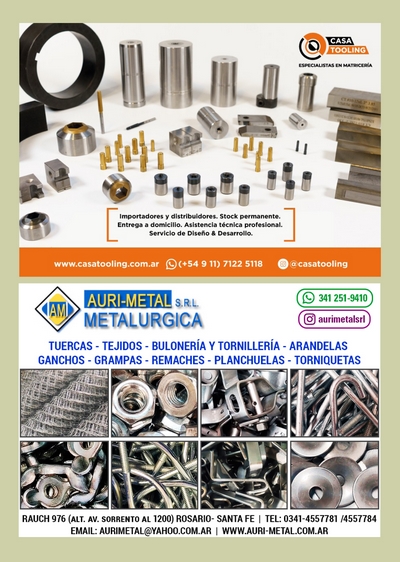 CASA
TOOLING
ESPECIALISTAS EN MATRICERÍA
Importadores y distribuidores. Stock permanente.
Entrega a domicilio. Asistencia técnica profesional.
Servicio de Diseño & Desarrollo.
www.casatooling.com.ar (+54 9 11) 7122 5118 @casatooling
AMI
AURI-METAL S.R.L.
METALURGICA
341 251-9410
aurimetalsrl
TUERCAS - TEJIDOS - BULONERÍA Y TORNILLERÍA - ARANDELAS
GANCHOS - GRAMPAS - REMACHES - PLANCHUELAS - TORNIQUETAS
RAUCH 976 (ALT. AV. SORRENTO AL 1200) ROSARIO- SANTA FE | TEL: 0341-4557781 /4557784
EMAIL: AURIMETAL@YAHOO.COM.AR | WWW.AURI-METAL.COM.AR